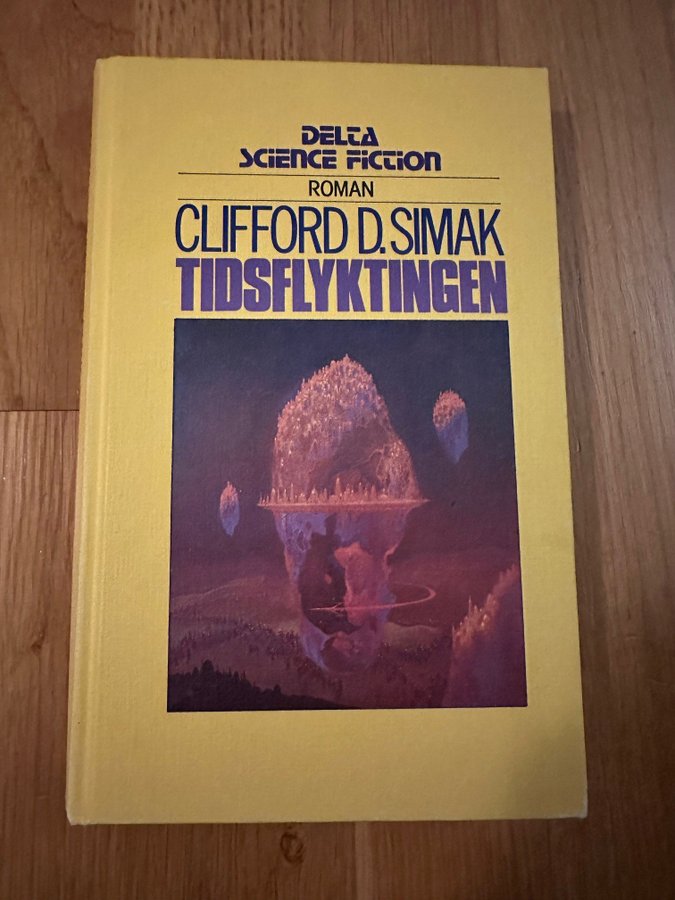 DELTA
SCIENCE FICTION
ROMAN
CLIFFORD D. SIMAK
TIDSFLYKTINGEN